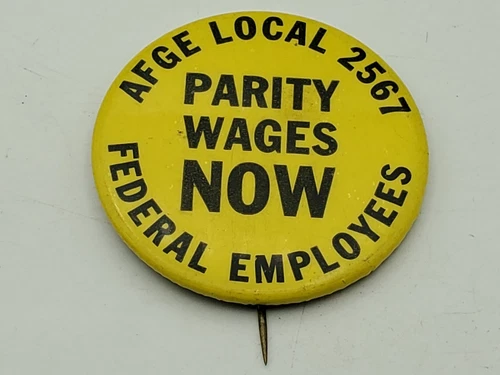 AFGE LOCAL 2567
PARITY
WAGES
NOW
FEDERAL EMPLOYEES